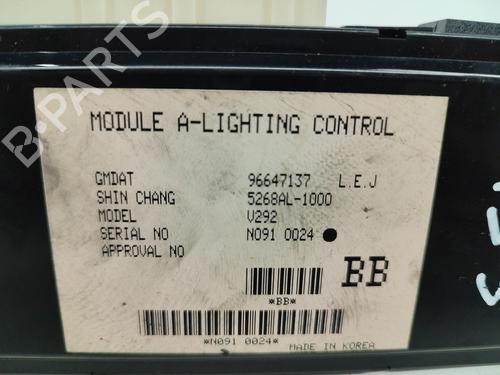 MODULE A-LIGHTING CONTROL
GMDAT 96647137 L.E.J
SHIN CHANG 5268AL-1000
MODEL V292
SERIAL NO N091 0024
APPROVAL NO
BB
*BB*
*N091 0024*
MADE IN KOREA
B-PARTS